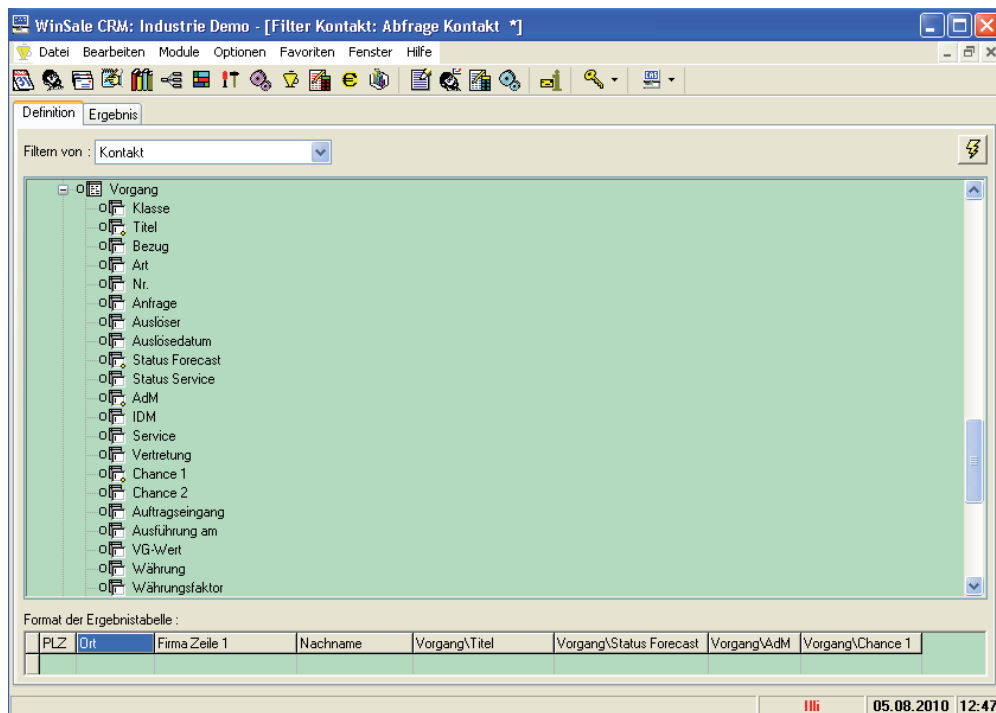 WinSale CRM: Industrie Demo - [Filter Kontakt: Abfrage Kontakt *]
Datei Bearbeiten Module Optionen Favoriten Fenster Hilfe
Definition Ergebnis
Filtern von : Kontakt
Vorgang
Klasse
Titel
Bezug
Art
Nr.
Anfrage
Auslöser
Auslösedatum
Status Forecast
Status Service
AdM
IDM
Service
Vertretung
Chance 1
Chance 2
Auftragseingang
Ausführung am
VG-Wert
Währung
Währungsfaktor
Format der Ergebnistabelle :
PLZ Ort Firma Zeile 1 Nachname Vorgang\Titel Vorgang\Status Forecast Vorgang\AdM Vorgang\Chance 1
05.08.2010 12:47